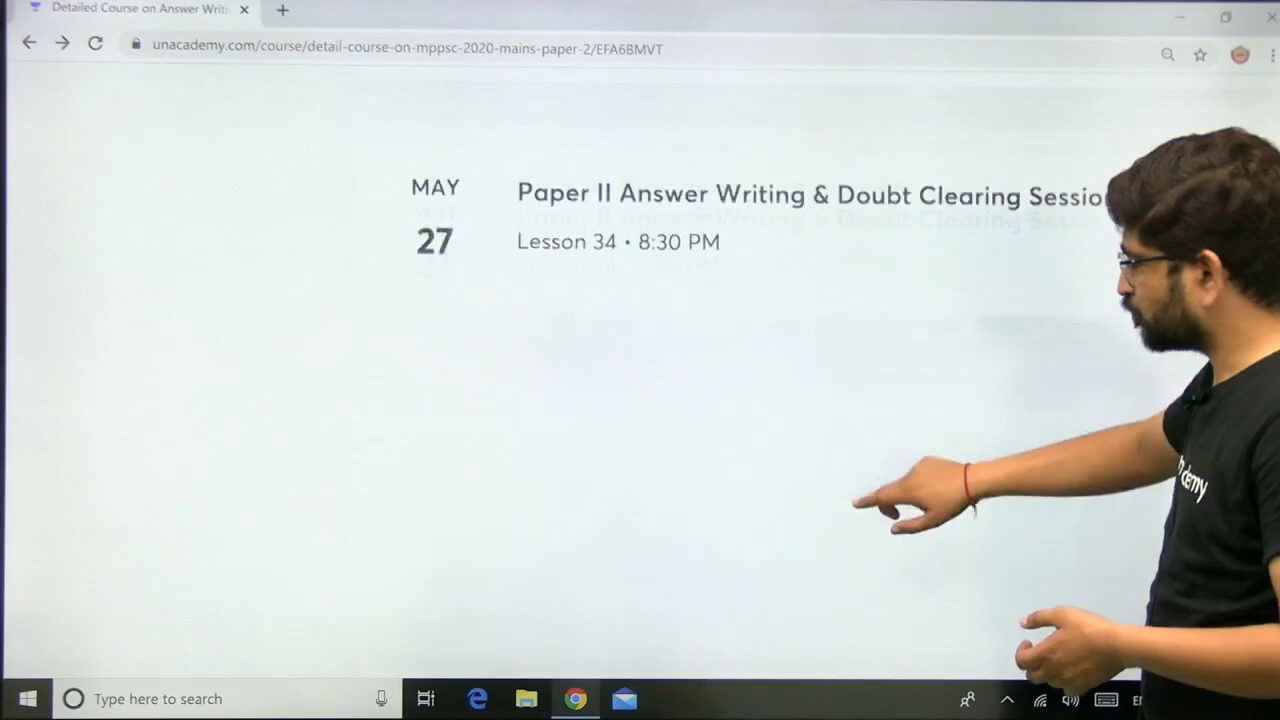 Detailed Course on Answer Writ
unacademy.com/course/detail-course-on-mppsc-2020-mains-paper-2/EFA6BMVT
MAY
27
Paper II Answer Writing & Doubt Clearing Sessio
Lesson 34 • 8:30 PM
demy
Type here to search